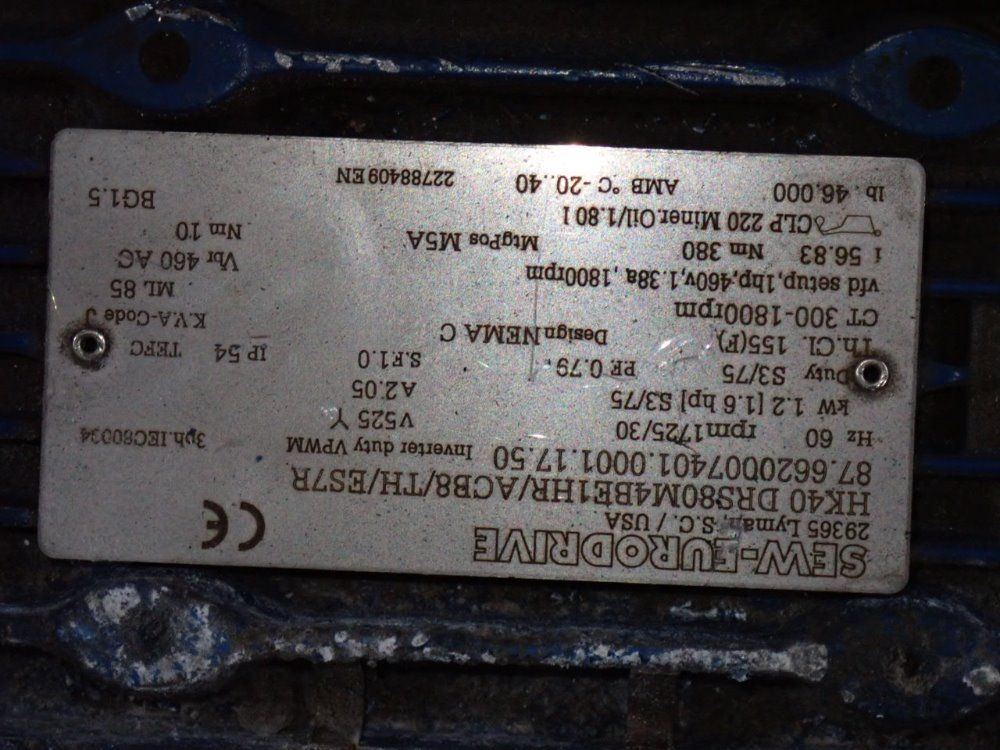 SEW-EURODRIVE
29365 Lyman, S.C. / USA CE
HK40 DRS80M4BE1HR/ACB8/TH/ES7R
87.6620007401.0001.17.50 Inverter duty VPWM 3ph.IEC60034
Hz 60 rpm 1725/30 V 525 Y
kW 1.2 [1.6 hp] S3/75 A 2.05
Duty S3/75 P.F. 0.79 S.F. 1.0 IP 54 TEFC
Th.Cl. 155(F) Design NEMA C K.V.A-Code J
CT 300-1800rpm ML 85
vfd setup,1hp,460v,1.38a,1800rpm Vbr 460 AC
i 56.83 Nm 380 MtgPos M5A Nm 10
CLP 220 Miner.Oil/1.80 l BG1.5
lb. 46.000 AMB °C -20..40 22788409EN